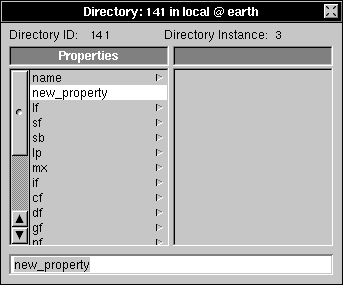 Directory: 141 in local @ earth
Directory ID: 141 Directory Instance: 3
Properties
name
new_property
lf
sf
sb
lp
mx
if
cf
df
gf
nf
new_property